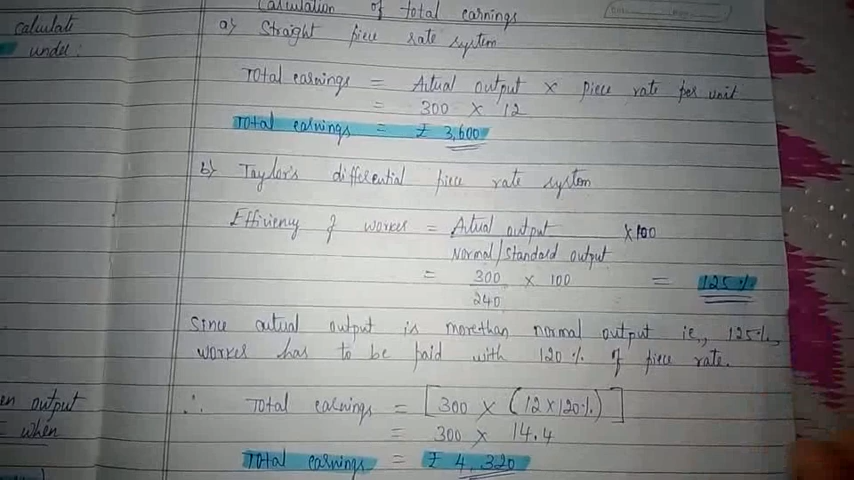 calculate
under:
Calculation of total earnings
a) Straight piece rate system
Total earnings = Actual output × piece rate per unit
= 300 × 12
Total earnings = ₹ 3,600
b) Taylor's differential piece rate system
Efficiency of worker = Actual output / Normal/Standard output × 100
= 300/240 × 100 = 125%
Since actual output is more than normal output i.e., 125%,
worker has to be paid with 120% of piece rate.
∴ Total earnings = [300 × (12×120%)]
en output
= when
= 300 × 14.4
Total earnings = ₹ 4,320